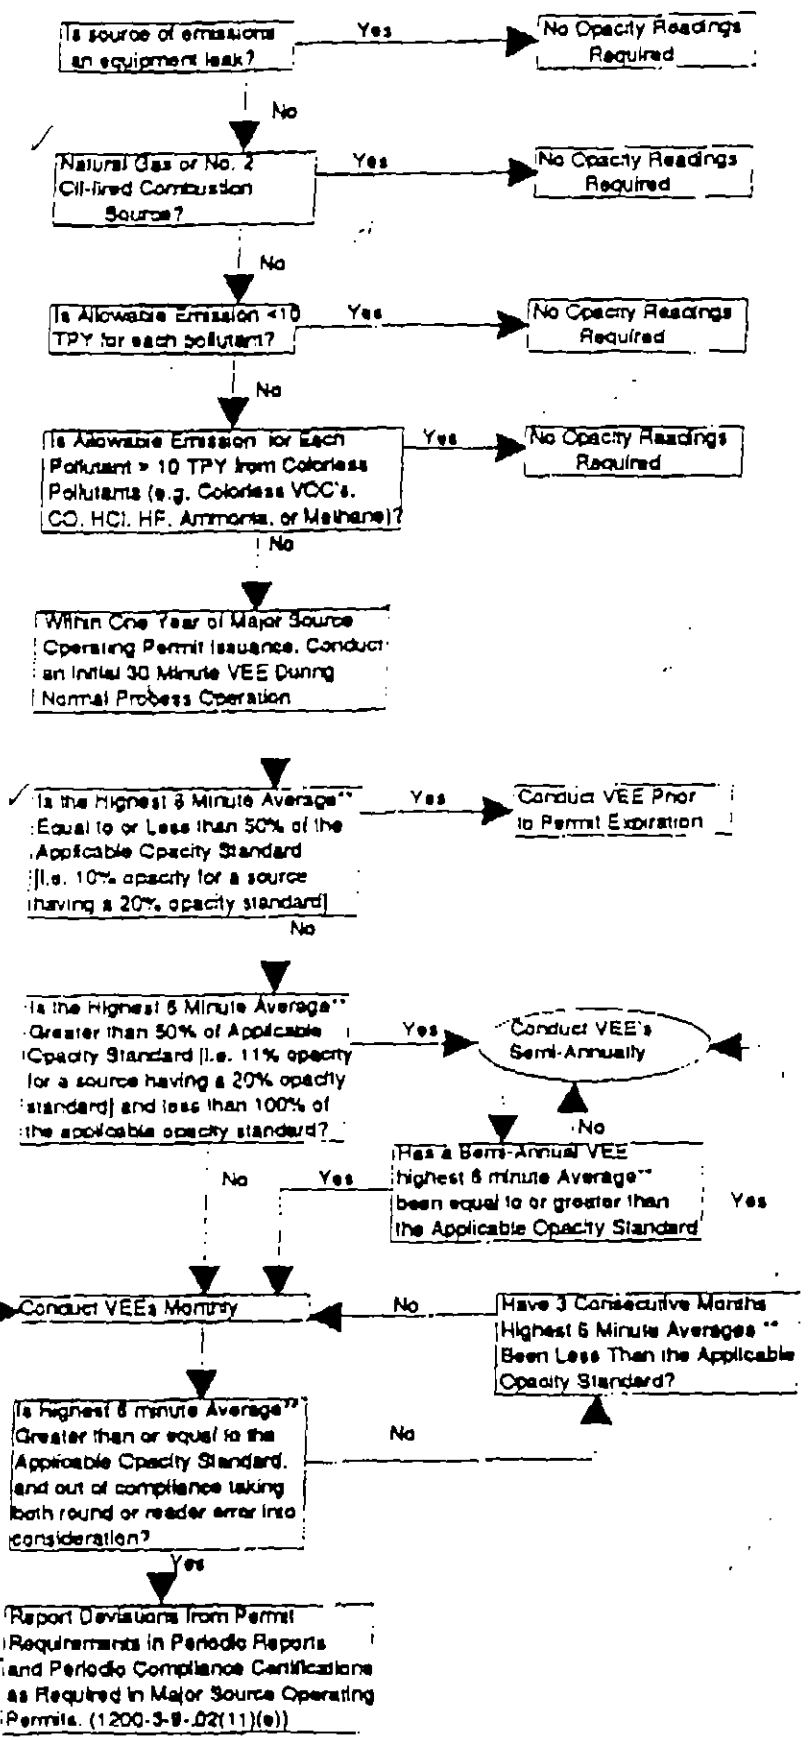 Is source of emissions
an equipment leak?
Yes
No Opacity Readings
Required
No
Natural Gas or No. 2
Oil-fired Combustion
Source?
Yes
No Opacity Readings
Required
No
Is Allowable Emission <10
TPY for each pollutant?
Yes
No Opacity Readings
Required
No
Is Allowable Emission for Each
Pollutant > 10 TPY from Colorless
Pollutants (e.g. Colorless VOC's,
CO, HCl, HF, Ammonia, or Methane)?
Yes
No Opacity Readings
Required
No
Within One Year of Major Source
Operating Permit Issuance, Conduct
an Initial 30 Minute VEE During
Normal Process Operation
Is the Highest 6 Minute Average**
Equal to or Less than 50% of the
Applicable Opacity Standard
[I.e. 10% opacity for a source
having a 20% opacity standard]
Yes
Conduct VEE Prior
to Permit Expiration
No
Is the Highest 6 Minute Average**
Greater than 50% of Applicable
Opacity Standard [I.e. 11% opacity
for a source having a 20% opacity
standard] and less than 100% of
the applicable opacity standard?
Yes
Conduct VEE's
Semi-Annually
No
Has a Semi-Annual VEE
highest 6 minute Average**
been equal to or greater than
the Applicable Opacity Standard
Yes
Yes
No
Conduct VEEs Monthly
No
Have 3 Consecutive Months
Highest 6 Minute Averages **
Been Less Than the Applicable
Opacity Standard?
Is Highest 6 minute Average**
Greater than or equal to the
Applicable Opacity Standard,
and out of compliance taking
both round or reader error into
consideration?
No
Yes
Report Deviations from Permit
Requirements in Periodic Reports
and Periodic Compliance Certifications
as Required in Major Source Operating
Permits. (1200-3-9-.02(11)(e))